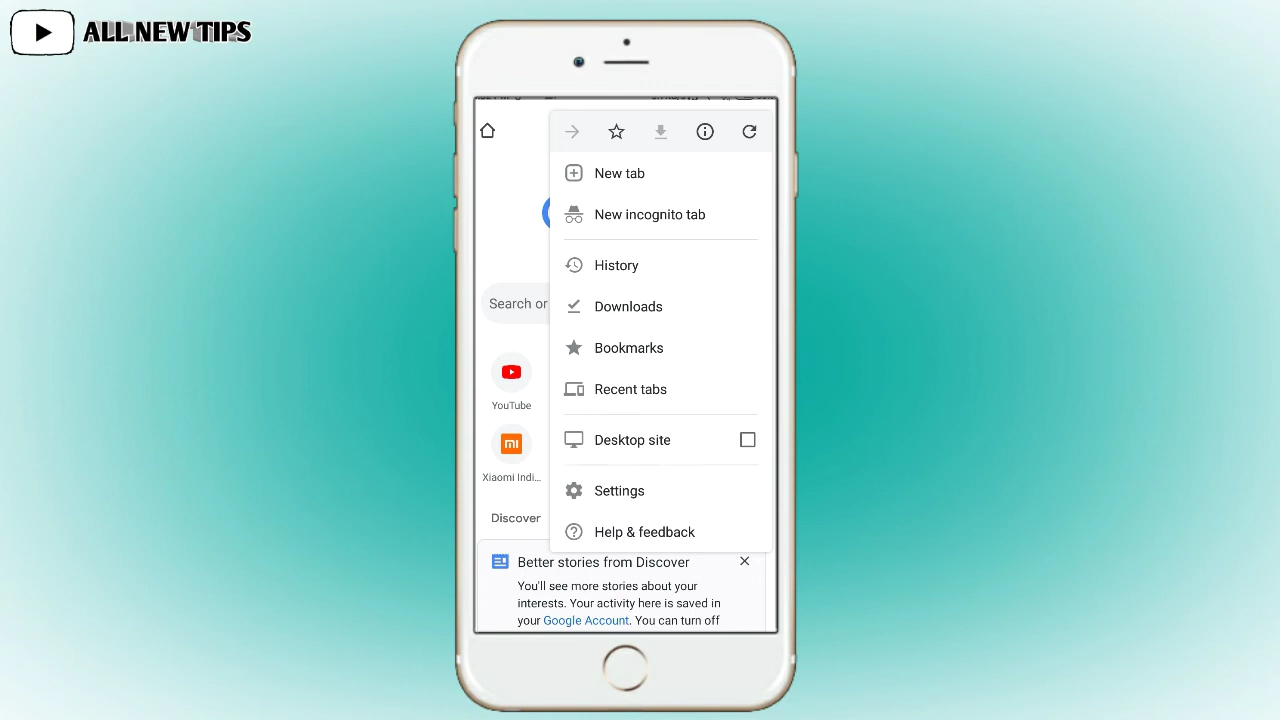 ALL NEW TIPS
New tab
New incognito tab
History
Downloads
Bookmarks
Recent tabs
Desktop site
Settings
Help & feedback
Search or
YouTube
mi
Xiaomi Indi...
Discover
Better stories from Discover
You'll see more stories about your
interests. Your activity here is saved in
your Google Account. You can turn off